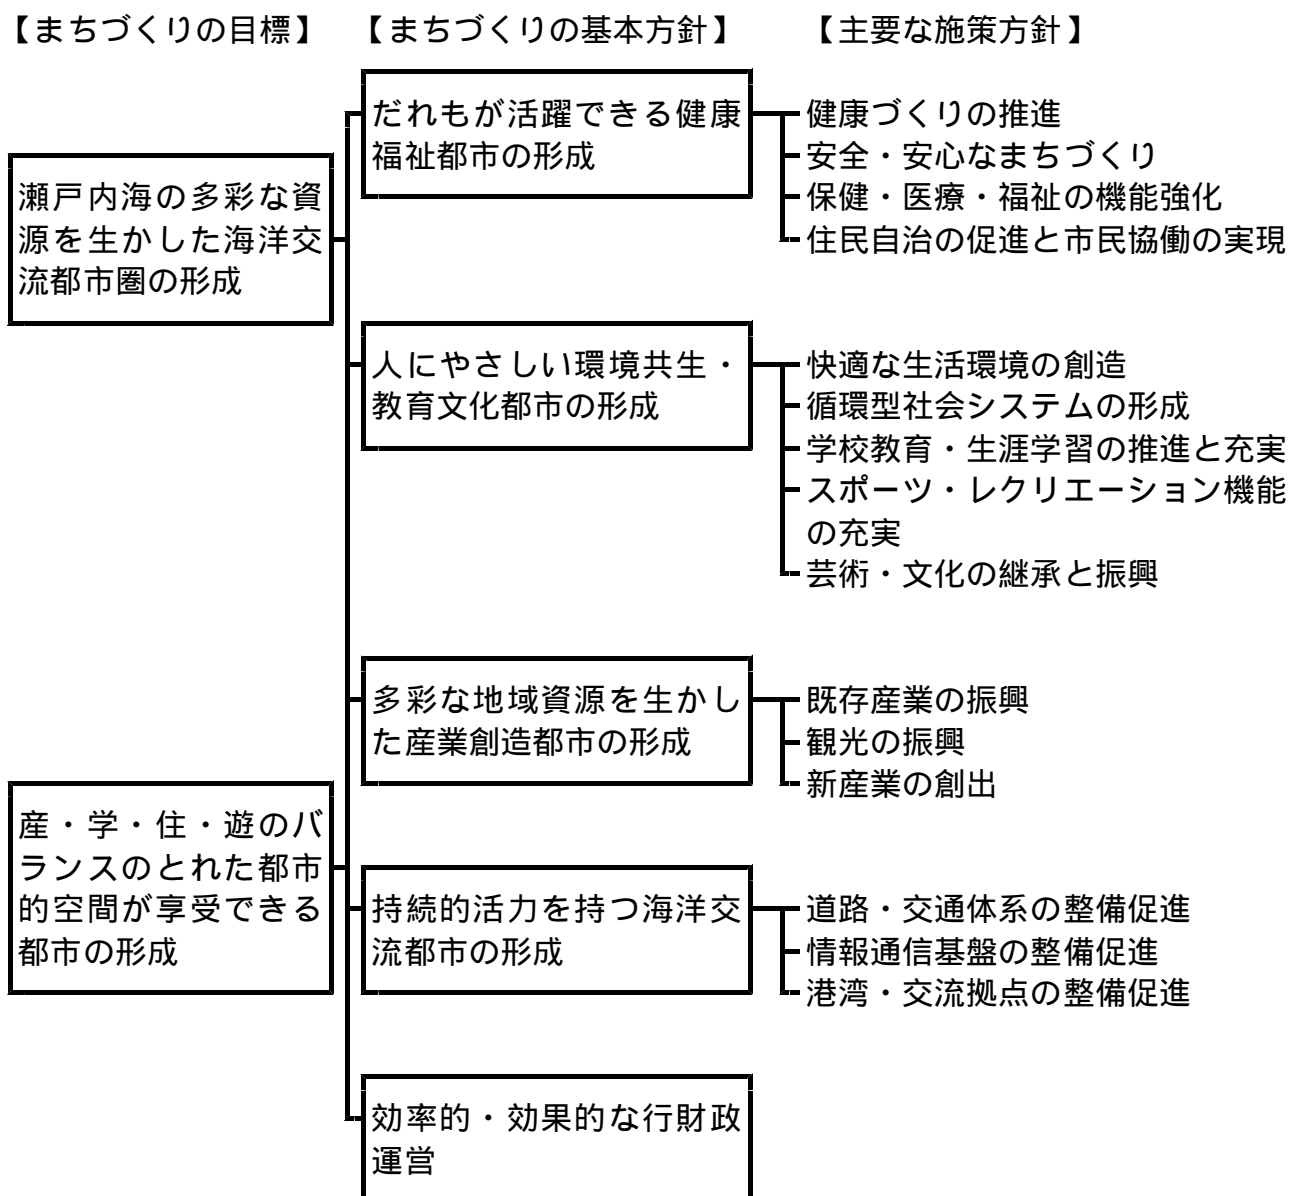 【まちづくりの目標】 【まちづくりの基本方針】 【主要な施策方針】
瀬戸内海の多彩な資
源を生かした海洋交
流都市圏の形成
産・学・住・遊のバ
ランスのとれた都市
的空間が享受できる
都市の形成
だれもが活躍できる健康
福祉都市の形成
健康づくりの推進
安全・安心なまちづくり
保健・医療・福祉の機能強化
住民自治の促進と市民協働の実現
人にやさしい環境共生・
教育文化都市の形成
快適な生活環境の創造
循環型社会システムの形成
学校教育・生涯学習の推進と充実
スポーツ・レクリエーション機能
の充実
芸術・文化の継承と振興
多彩な地域資源を生かし
た産業創造都市の形成
既存産業の振興
観光の振興
新産業の創出
持続的活力を持つ海洋交
流都市の形成
道路・交通体系の整備促進
情報通信基盤の整備促進
港湾・交流拠点の整備促進
効率的・効果的な行財政
運営